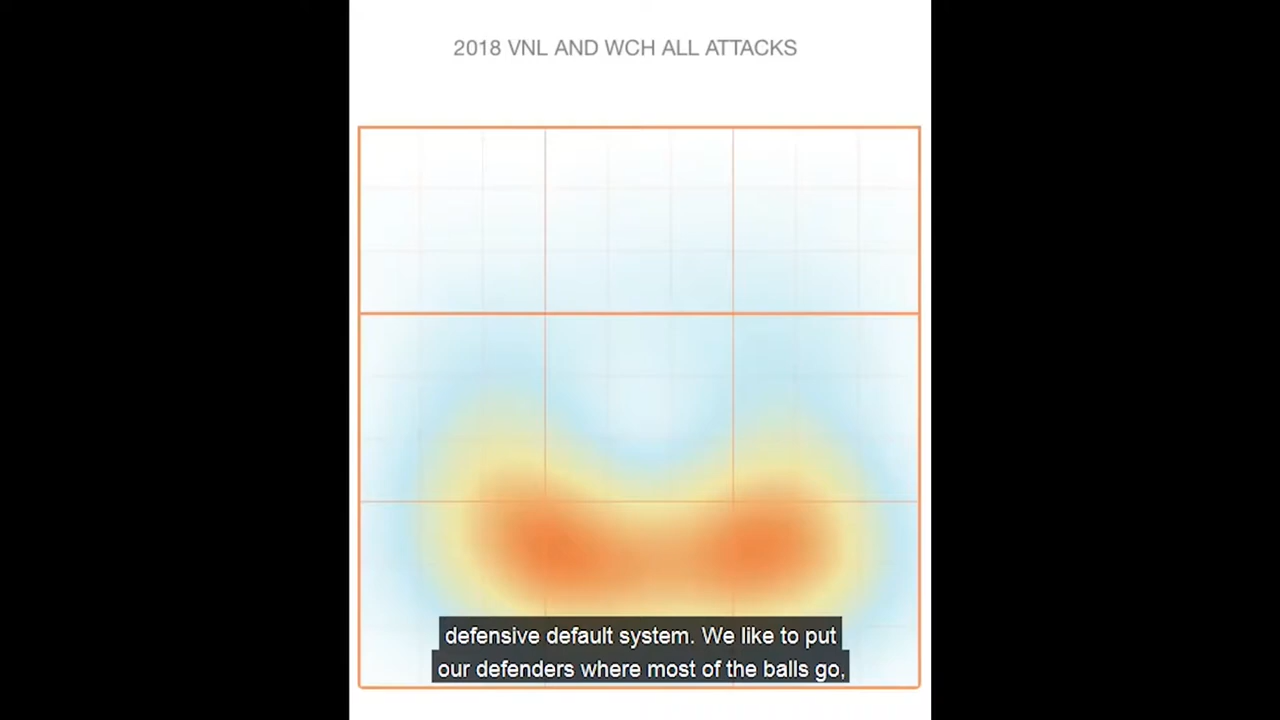 2018 VNL AND WCH ALL ATTACKS
defensive default system. We like to put
our defenders where most of the balls go,